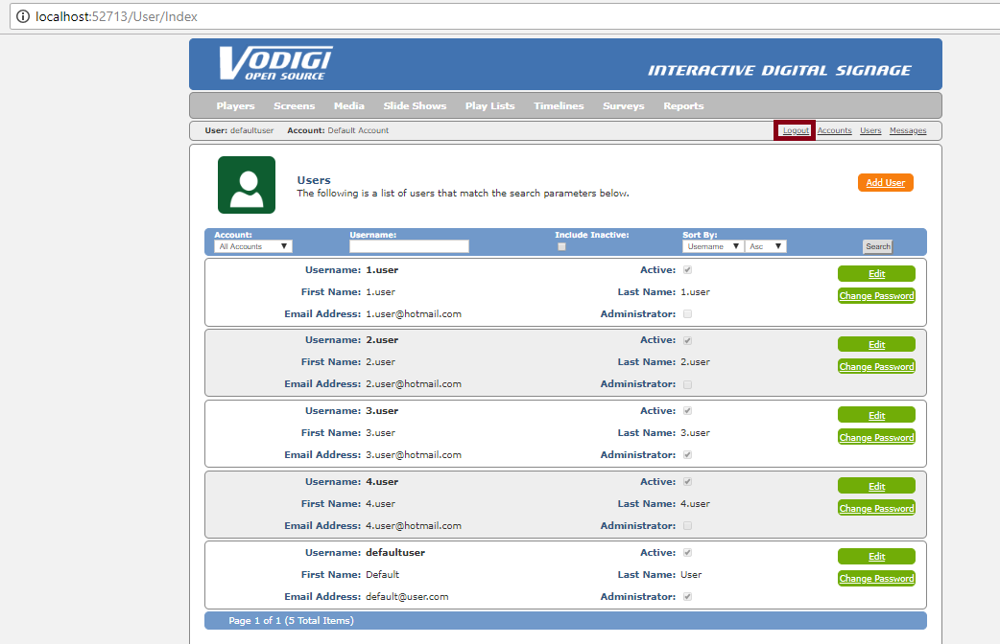 localhost:52713/User/Index
VODIGI
OPEN SOURCE
INTERACTIVE DIGITAL SIGNAGE
Players Screens Media Slide Shows Play Lists Timelines Surveys Reports
User: defaultuser Account: Default Account Logout Accounts Users Messages
Users
The following is a list of users that match the search parameters below.
Add User
Account: Username: Include Inactive: Sort By:
All Accounts Username Asc Search
Username: 1.user Active: Edit
First Name: 1.user Last Name: 1.user Change Password
Email Address: 1.user@hotmail.com Administrator:
Username: 2.user Active: Edit
First Name: 2.user Last Name: 2.user Change Password
Email Address: 2.user@hotmail.com Administrator:
Username: 3.user Active: Edit
First Name: 3.user Last Name: 3.user Change Password
Email Address: 3.user@hotmail.com Administrator:
Username: 4.user Active: Edit
First Name: 4.user Last Name: 4.user Change Password
Email Address: 4.user@hotmail.com Administrator:
Username: defaultuser Active: Edit
First Name: Default Last Name: User Change Password
Email Address: default@user.com Administrator:
Page 1 of 1 (5 Total Items)